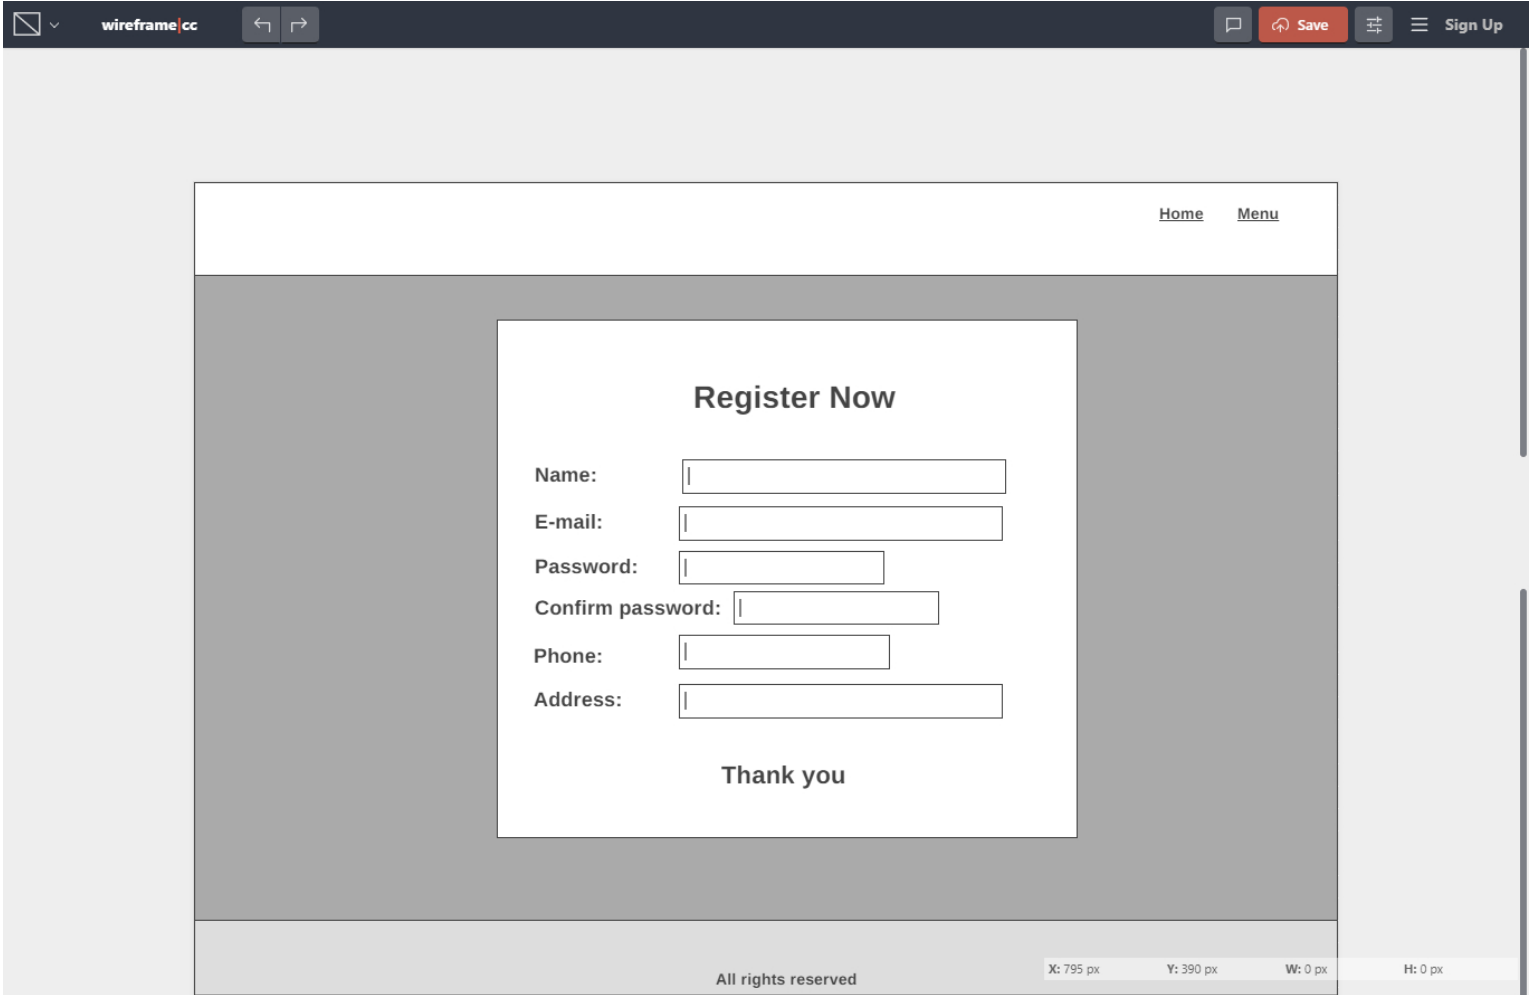 wireframe|cc
Save
Sign Up
Home Menu
Register Now
Name:
E-mail:
Password:
Confirm password:
Phone:
Address:
Thank you
All rights reserved
X: 795 px Y: 390 px W: 0 px H: 0 px